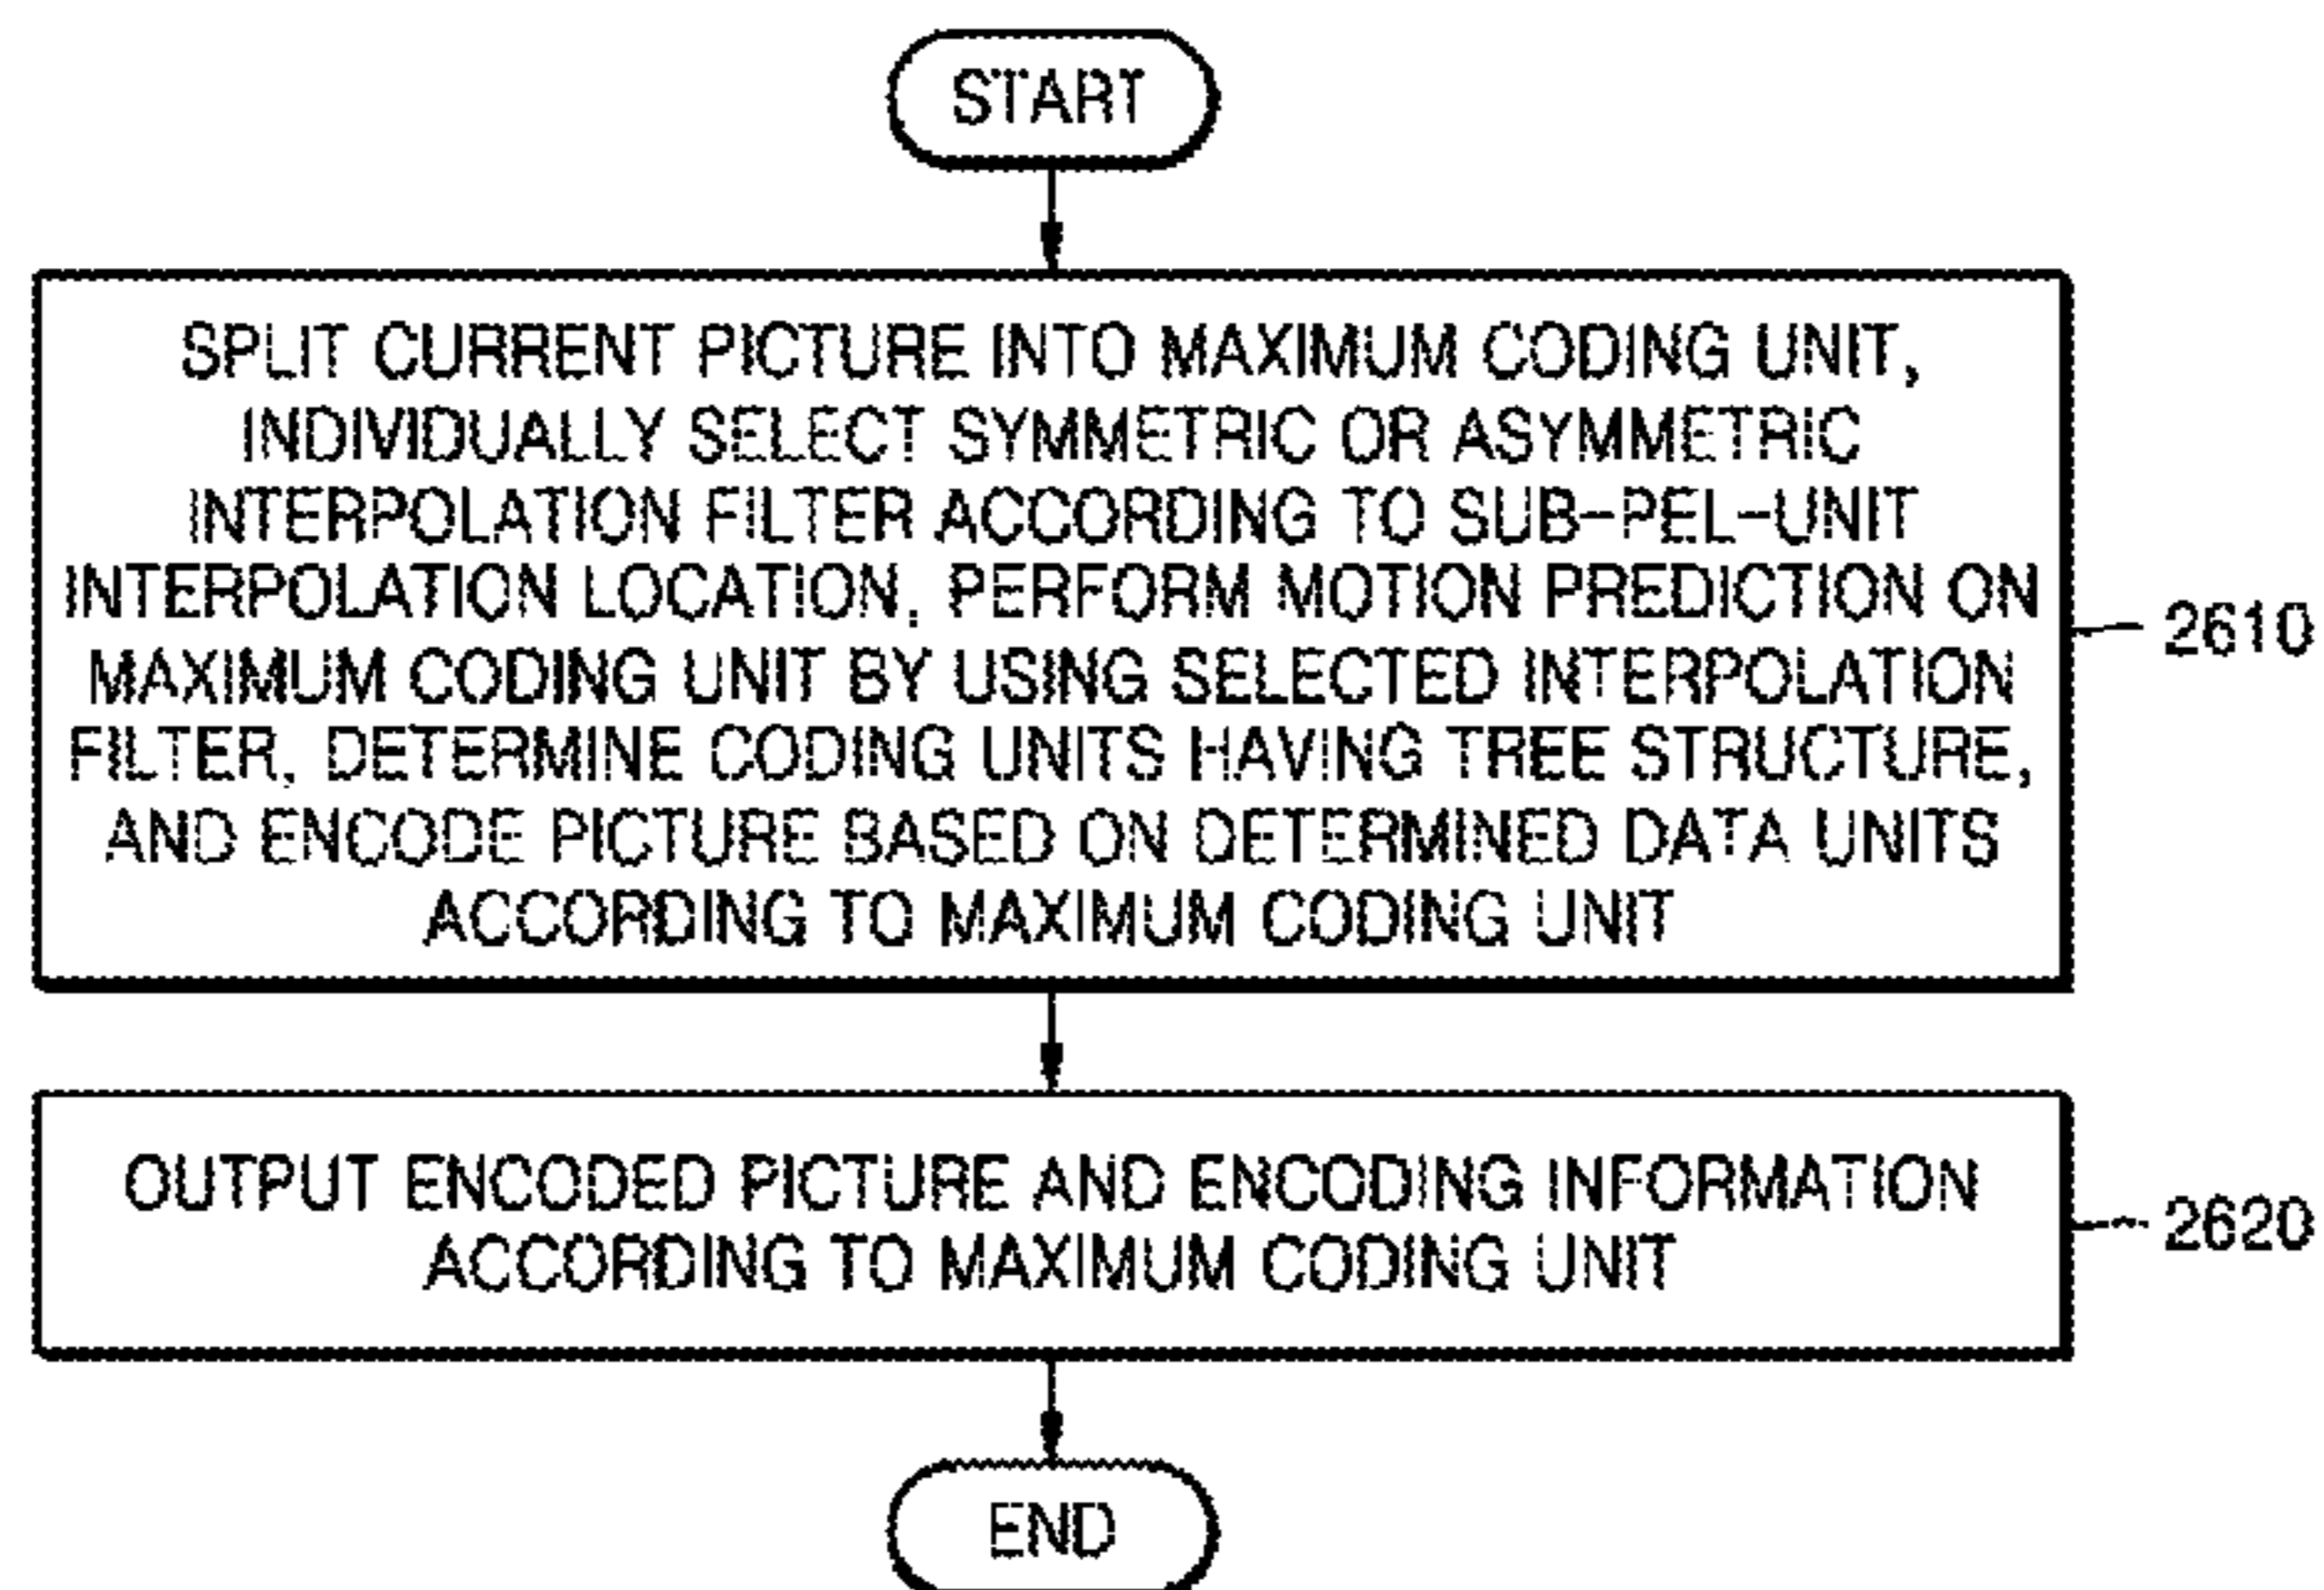 START
SPLIT CURRENT PICTURE INTO MAXIMUM CODING UNIT,
INDIVIDUALLY SELECT SYMMETRIC OR ASYMMETRIC
INTERPOLATION FILTER ACCORDING TO SUB-PEL-UNIT
INTERPOLATION LOCATION, PERFORM MOTION PREDICTION ON
MAXIMUM CODING UNIT BY USING SELECTED INTERPOLATION
FILTER, DETERMINE CODING UNITS HAVING TREE STRUCTURE,
AND ENCODE PICTURE BASED ON DETERMINED DATA UNITS
ACCORDING TO MAXIMUM CODING UNIT
2610
OUTPUT ENCODED PICTURE AND ENCODING INFORMATION
ACCORDING TO MAXIMUM CODING UNIT
2620
END